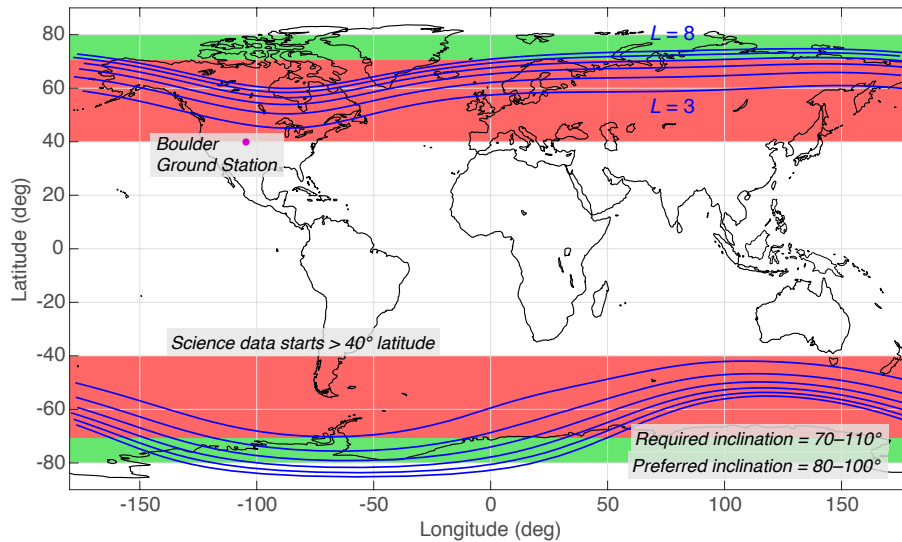 80
60
40
20
0
-20
-40
-60
-80
Latitude (deg)
L = 8
L = 3
Boulder
Ground Station
Science data starts > 40° latitude
Required inclination = 70–110°
Preferred inclination = 80–100°
-150 -100 -50 0 50 100 150
Longitude (deg)